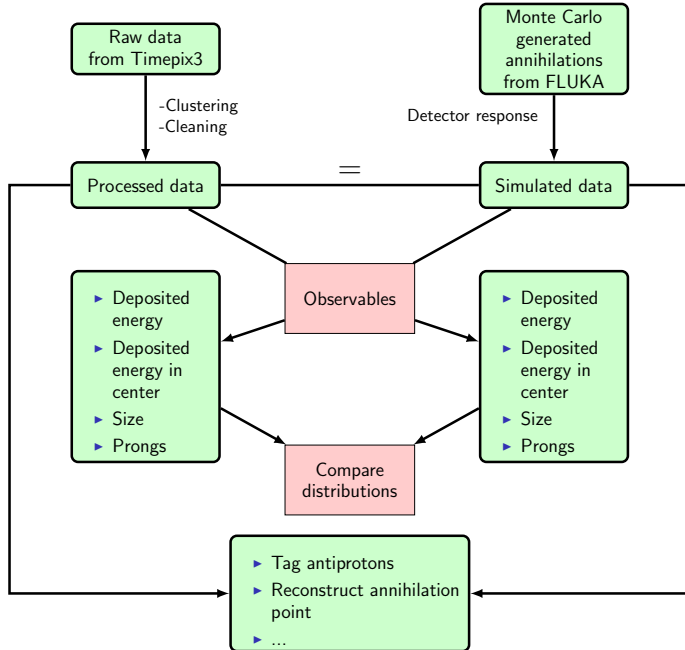 Raw data
from Timepix3
Monte Carlo
generated
annihilations
from FLUKA
-Clustering
-Cleaning
Detector response
Processed data
=
Simulated data
Observables
► Deposited
energy
► Deposited
energy in
center
► Size
► Prongs
► Deposited
energy
► Deposited
energy in
center
► Size
► Prongs
Compare
distributions
► Tag antiprotons
► Reconstruct annihilation
point
► ...